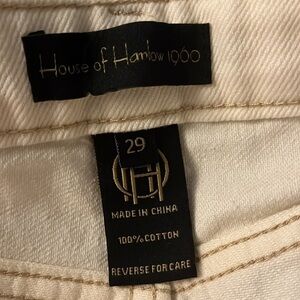 House of Harlow 1960
29
H
MADE IN CHINA
100% COTTON
REVERSE FOR CARE